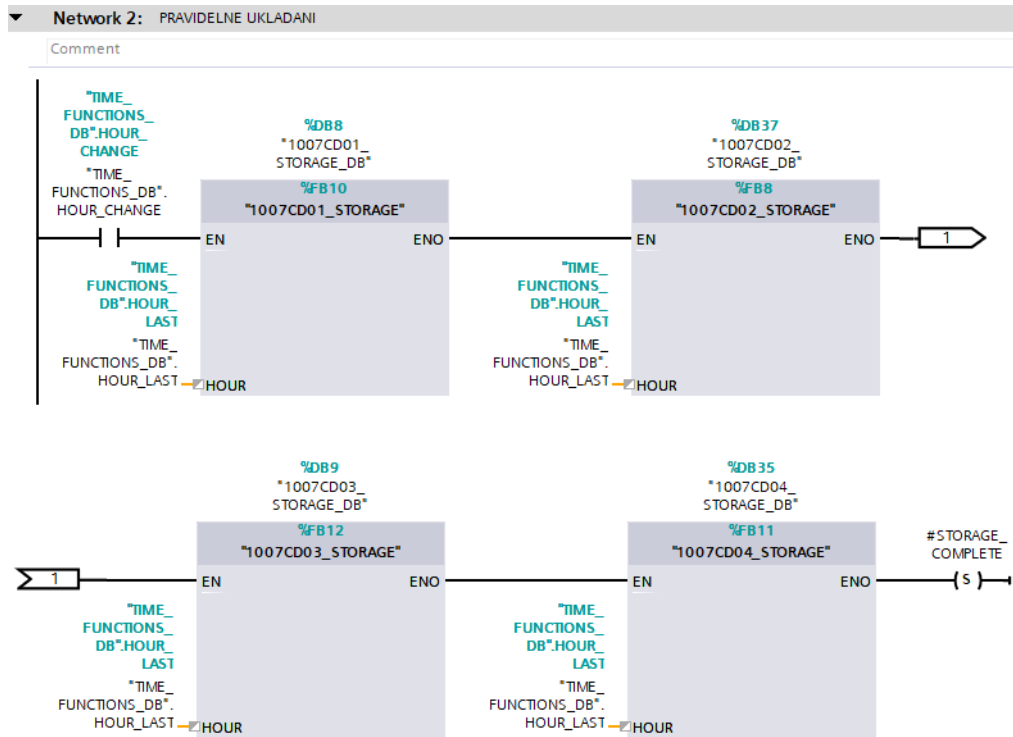 Network 2: PRAVIDELNE UKLADANI
Comment
"TIME_
FUNCTIONS_
DB".HOUR_
CHANGE
"TIME_
FUNCTIONS_DB".
HOUR_CHANGE
%DB8
"1007CD01_
STORAGE_DB"
%FB10
"1007CD01_STORAGE"
EN
ENO
"TIME_
FUNCTIONS_
DB".HOUR_
LAST
"TIME_
FUNCTIONS_DB".
HOUR_LAST
HOUR
%DB37
"1007CD02_
STORAGE_DB"
%FB8
"1007CD02_STORAGE"
EN
ENO
1
"TIME_
FUNCTIONS_
DB".HOUR_
LAST
"TIME_
FUNCTIONS_DB".
HOUR_LAST
HOUR
1
%DB9
"1007CD03_
STORAGE_DB"
%FB12
"1007CD03_STORAGE"
EN
ENO
"TIME_
FUNCTIONS_
DB".HOUR_
LAST
"TIME_
FUNCTIONS_DB".
HOUR_LAST
HOUR
%DB35
"1007CD04_
STORAGE_DB"
%FB11
"1007CD04_STORAGE"
EN
ENO
"TIME_
FUNCTIONS_
DB".HOUR_
LAST
"TIME_
FUNCTIONS_DB".
HOUR_LAST
HOUR
#STORAGE_
COMPLETE
S